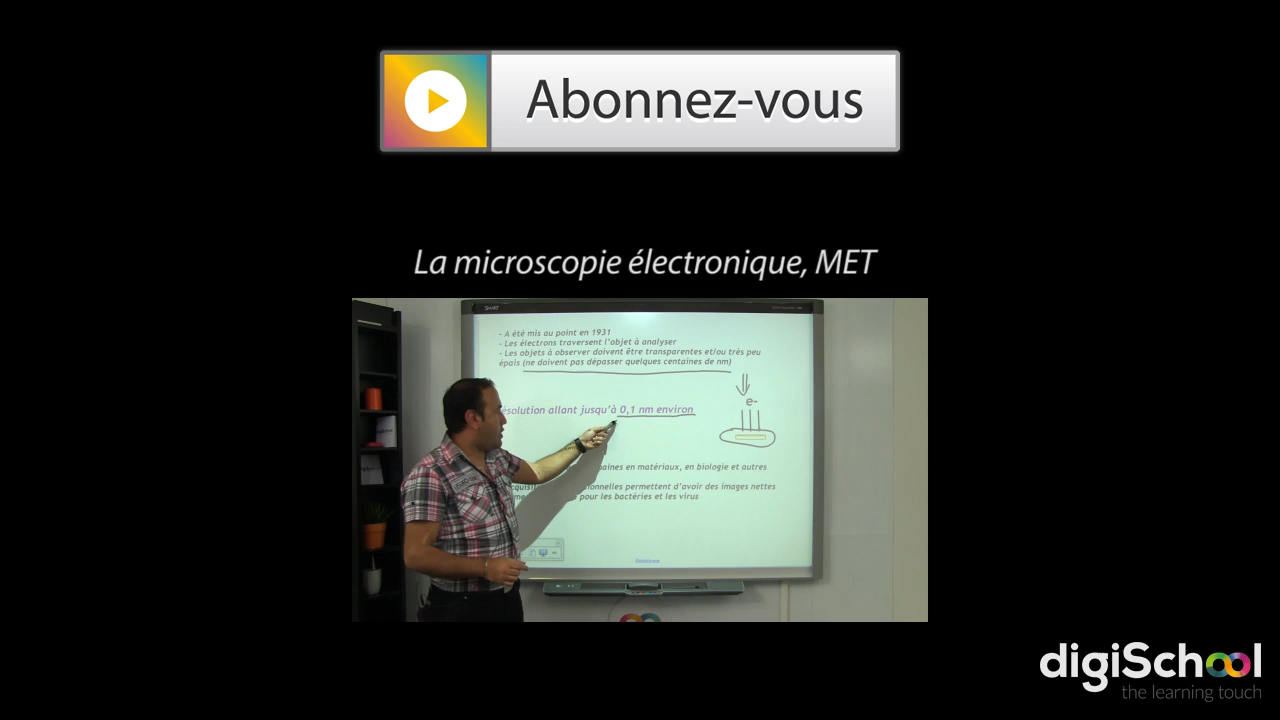 Abonnez-vous
La microscopie électronique, MET
SMART
- A été mis au point en 1931
- Les électrons traversent l'objet à analyser
- Les objets à observer doivent être transparentes et/ou très peu
épais (ne doivent pas dépasser quelques centaines de nm)
e-
ésolution allant jusqu'à 0,1 nm environ
aines en matériaux, en biologie et autres
onnelles permettent d'avoir des images nettes
pour les bactéries et les virus
digiSchool
the learning touch